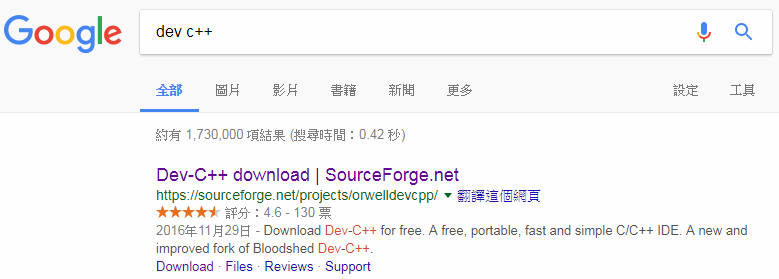 Google
dev c++
全部 圖片 影片 書籍 新聞 更多 設定 工具
約有 1,730,000 項結果 (搜尋時間：0.42 秒)
Dev-C++ download | SourceForge.net
https://sourceforge.net/projects/orwelldevcpp/ ▼ 翻譯這個網頁
★★★★★ 評分：4.6 - 130 票
2016年11月29日 - Download Dev-C++ for free. A free, portable, fast and simple C/C++ IDE. A new and
improved fork of Bloodshed Dev-C++.
Download · Files · Reviews · Support